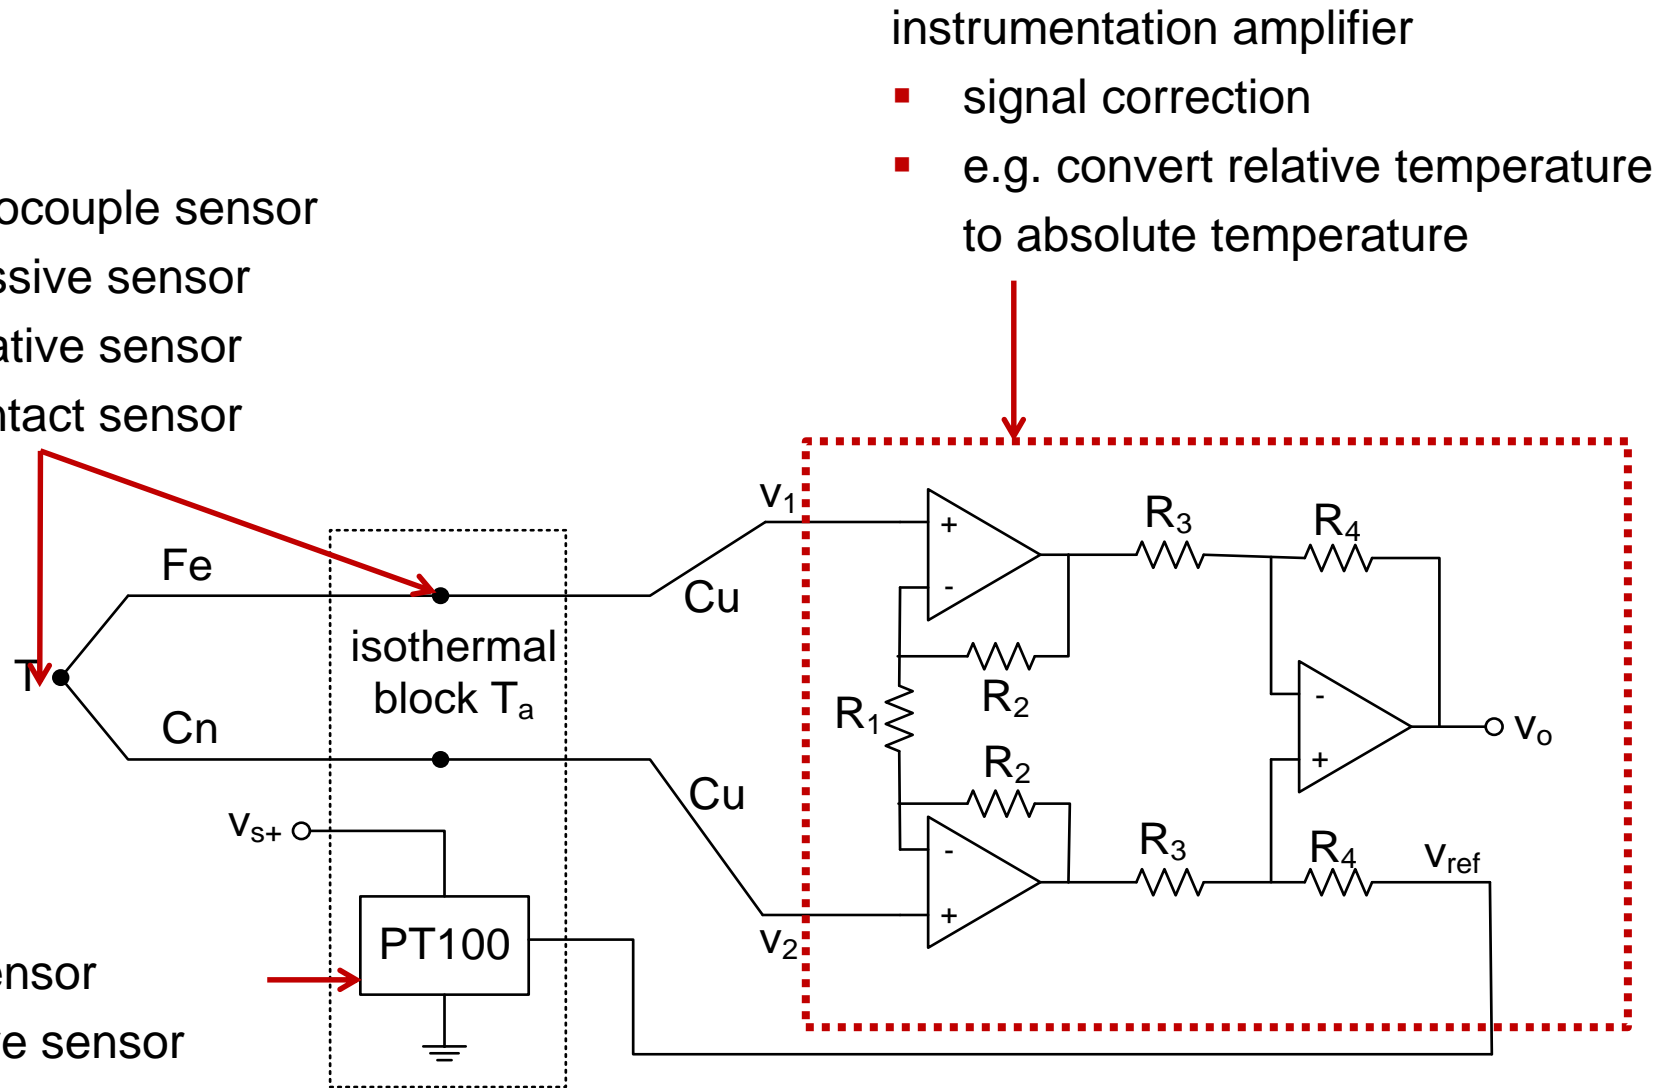 instrumentation amplifier
▪ signal correction
▪ e.g. convert relative temperature
to absolute temperature
ocouple sensor
ssive sensor
ative sensor
ntact sensor
v1
R3
R4
+
Fe
-
Cu
isothermal
block Ta
T
R2
R1
-
Cn
vo
R2
+
Cu
vs+
R3
R4
vref
-
PT100
+
v2
ensor
ve sensor